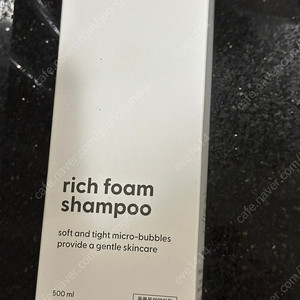 rich foam
shampoo
soft and tight micro-bubbles
provide a gentle skincare
500 ml